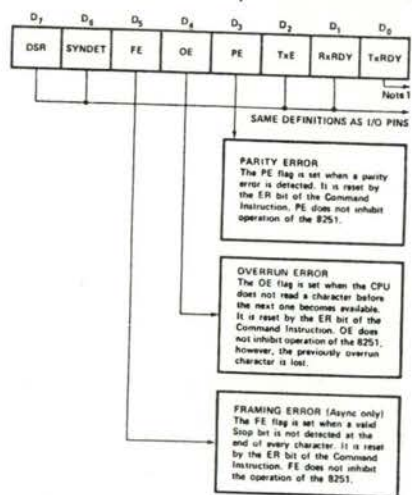 D7 D6 D5 D4 D3 D2 D1 D0
DSR SYNDET FE OE PE TxE RxRDY TxRDY
Note 1
SAME DEFINITIONS AS I/O PINS
PARITY ERROR
The PE flag is set when a parity
error is detected. It is reset by
the ER bit of the Command
Instruction. PE does not inhibit
operation of the 8251.
OVERRUN ERROR
The OE flag is set when the CPU
does not read a character before
the next one becomes available.
It is reset by the ER bit of the
Command Instruction. OE does
not inhibit operation of the 8251,
however, the previously overrun
character is lost.
FRAMING ERROR (Async only)
The FE flag is set when a valid
Stop bit is not detected at the
end of every character. It is reset
by the ER bit of the Command
Instruction. FE does not inhibit
the operation of the 8251.